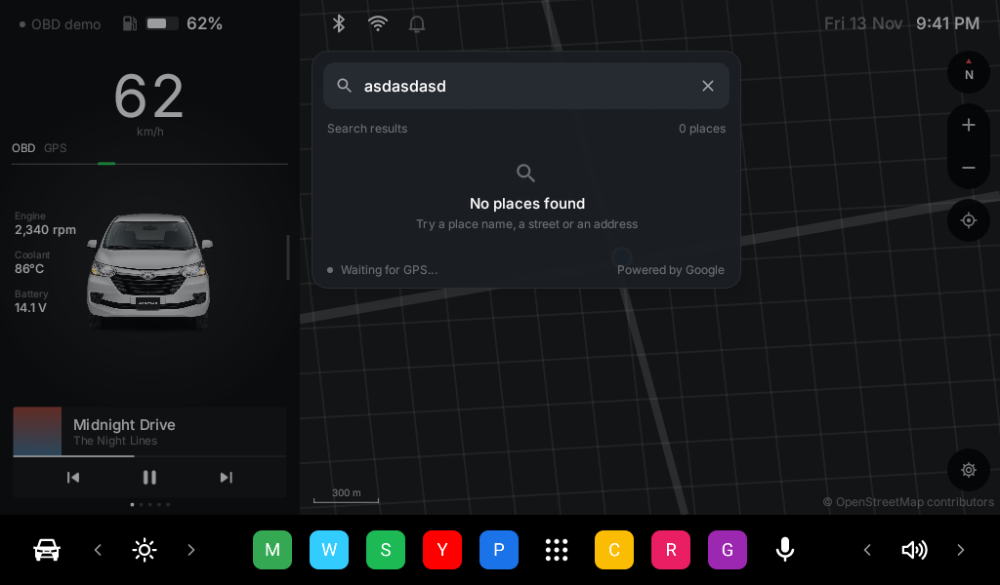 OBD demo
62%
Fri 13 Nov 9:41 PM
62
km/h
OBD GPS
Engine
2,340 rpm
Coolant
86°C
Battery
14.1 V
Midnight Drive
The Night Lines
asdasdasd
Search results 0 places
No places found
Try a place name, a street or an address
Waiting for GPS... Powered by Google
N
300 m
© OpenStreetMap contributors
M W S Y P C R G